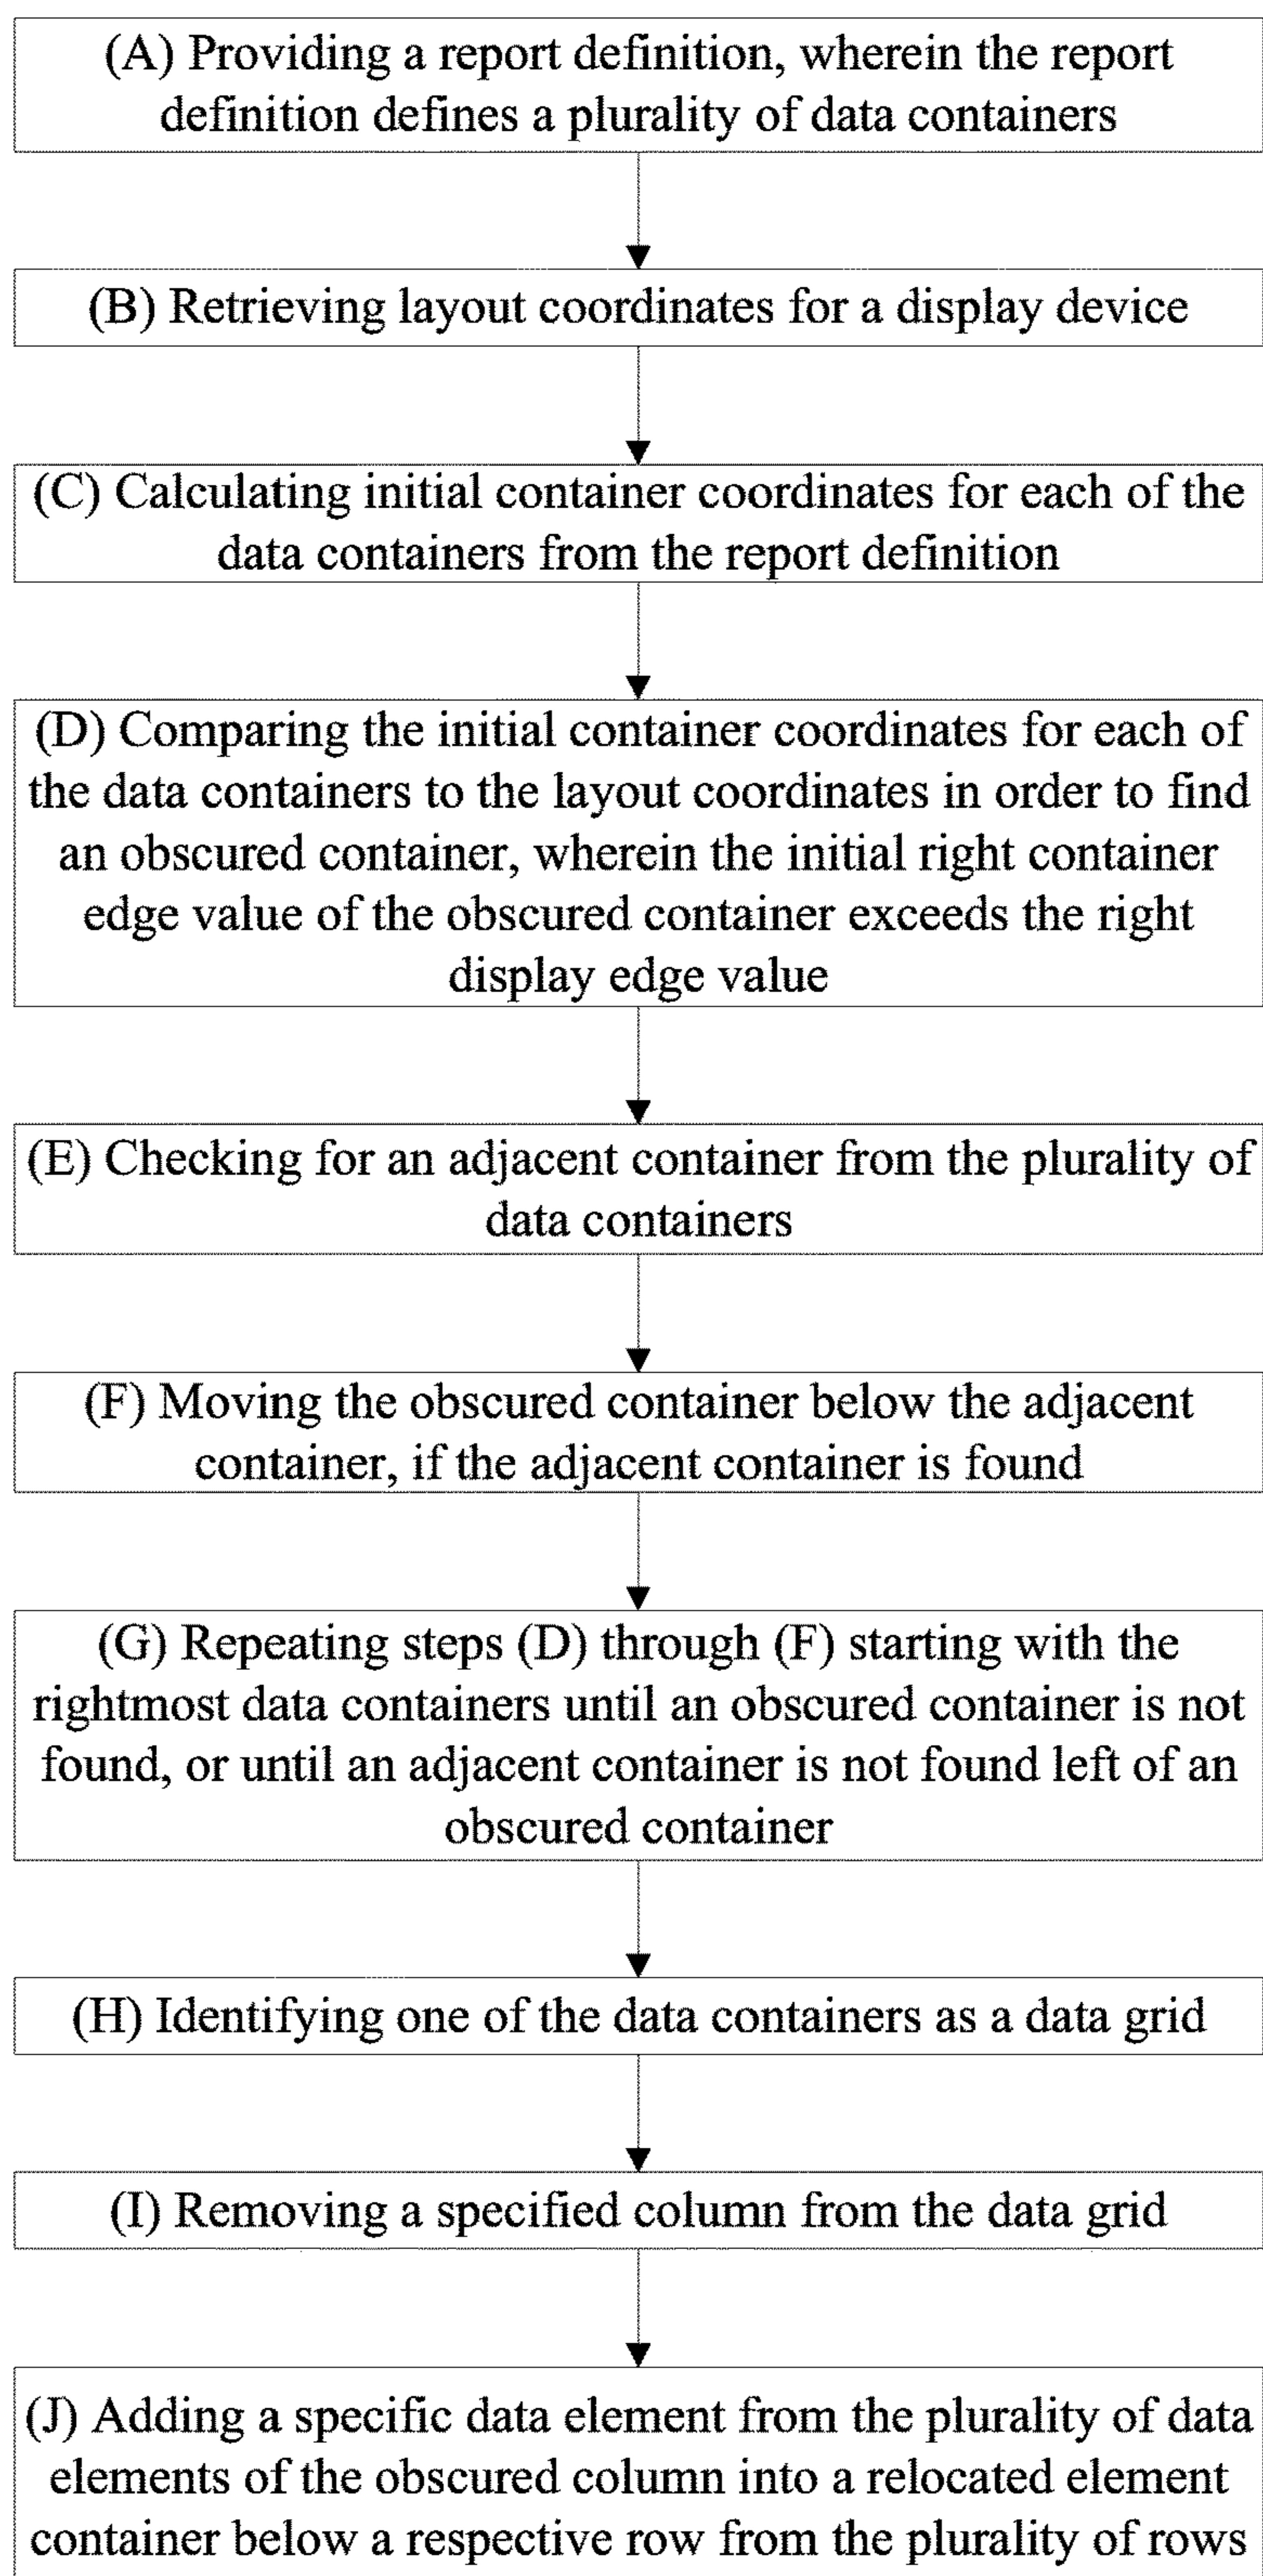 (A) Providing a report definition, wherein the report
definition defines a plurality of data containers
(B) Retrieving layout coordinates for a display device
(C) Calculating initial container coordinates for each of the
data containers from the report definition
(D) Comparing the initial container coordinates for each of
the data containers to the layout coordinates in order to find
an obscured container, wherein the initial right container
edge value of the obscured container exceeds the right
display edge value
(E) Checking for an adjacent container from the plurality of
data containers
(F) Moving the obscured container below the adjacent
container, if the adjacent container is found
(G) Repeating steps (D) through (F) starting with the
rightmost data containers until an obscured container is not
found, or until an adjacent container is not found left of an
obscured container
(H) Identifying one of the data containers as a data grid
(I) Removing a specified column from the data grid
(J) Adding a specific data element from the plurality of data
elements of the obscured column into a relocated element
container below a respective row from the plurality of rows